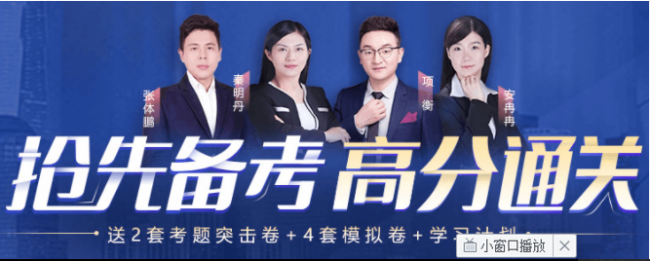 张体鹏
秦明丹
项 衡
安冉冉
抢先备考 高分通关
送2套考题突击卷+4套模拟卷+学习计划
小窗口播放 ×